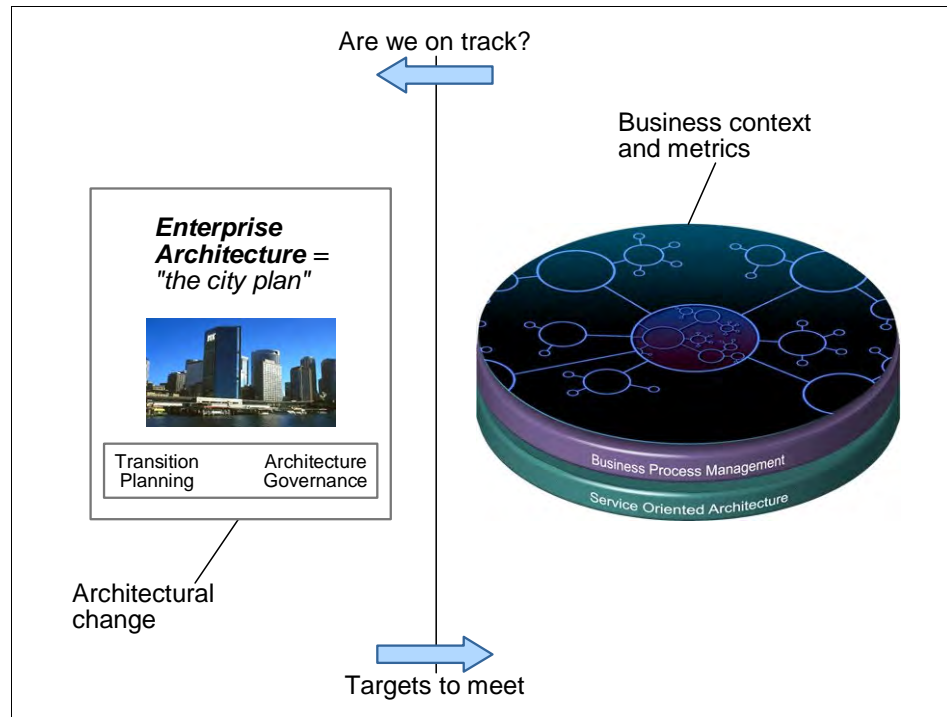 Are we on track?
Business context
and metrics
Enterprise
Architecture =
"the city plan"
Transition
Planning
Architecture
Governance
Business Process Management
Service Oriented Architecture
Architectural
change
Targets to meet